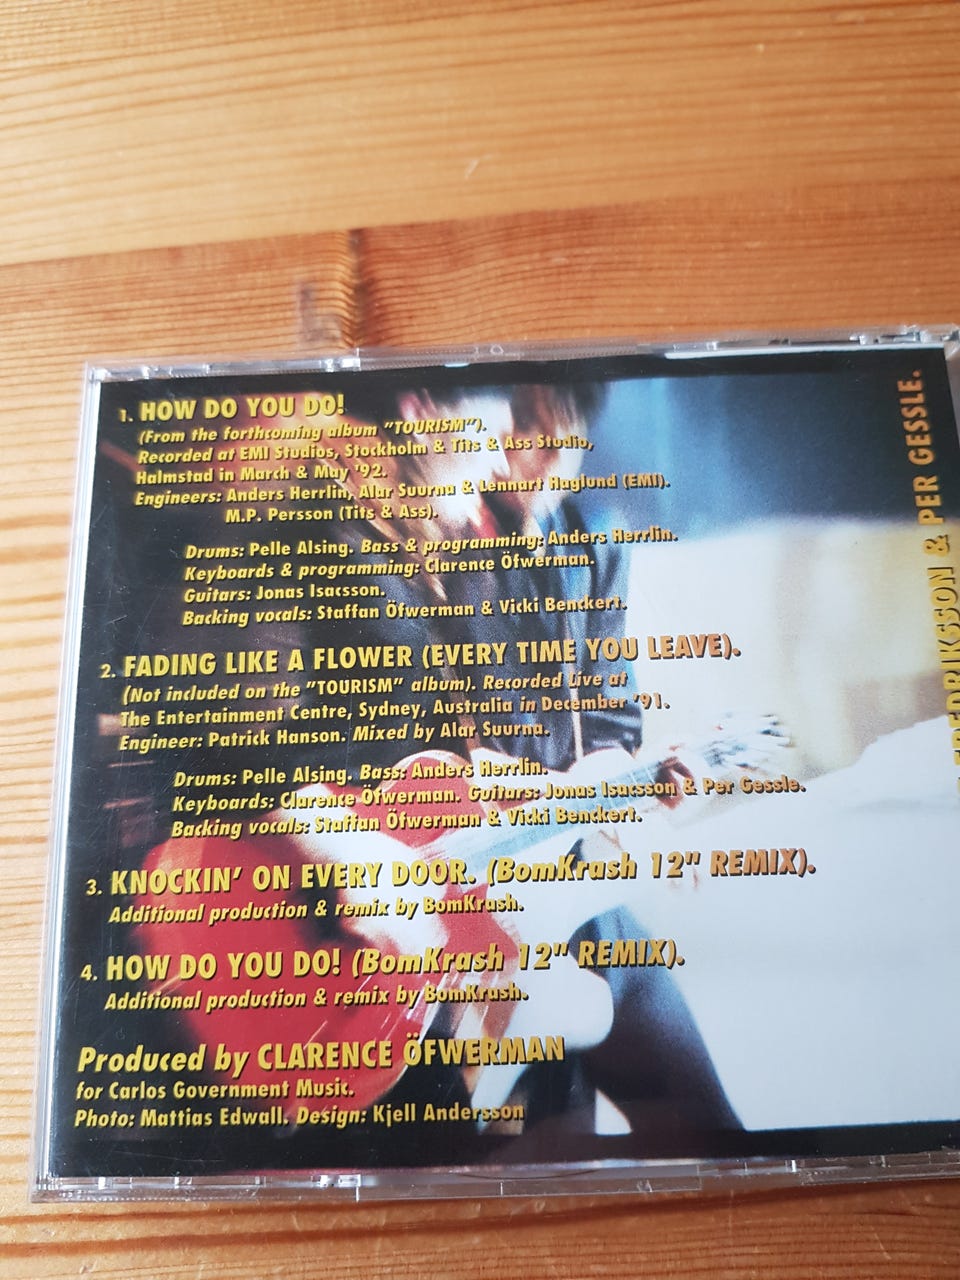 1. HOW DO YOU DO!
(From the forthcoming album "TOURISM").
Recorded at EMI Studios, Stockholm & Tits & Ass Studio,
Halmstad in March & May '92.
Engineers: Anders Herrlin, Alar Suurna & Lennart Haglund (EMI).
M.P. Persson (Tits & Ass).
Drums: Pelle Alsing. Bass & programming: Anders Herrlin.
Keyboards & programming: Clarence Öfwerman.
Guitars: Jonas Isacsson.
Backing vocals: Staffan Öfwerman & Vicki Benckert.
2. FADING LIKE A FLOWER (EVERY TIME YOU LEAVE).
(Not included on the "TOURISM" album). Recorded Live at
The Entertainment Centre, Sydney, Australia in December '91.
Engineer: Patrick Hanson. Mixed by Alar Suurna.
Drums: Pelle Alsing. Bass: Anders Herrlin.
Keyboards: Clarence Öfwerman. Guitars: Jonas Isacsson & Per Gessle.
Backing vocals: Staffan Öfwerman & Vicki Benckert.
3. KNOCKIN' ON EVERY DOOR. (BomKrash 12" REMIX).
Additional production & remix by BomKrash.
4. HOW DO YOU DO! (BomKrash 12" REMIX).
Additional production & remix by BomKrash.
Produced by CLARENCE ÖFWERMAN
for Carlos Government Music.
Photo: Mattias Edwall. Design: Kjell Andersson
FREDRIKSSON & PER GESSLE.